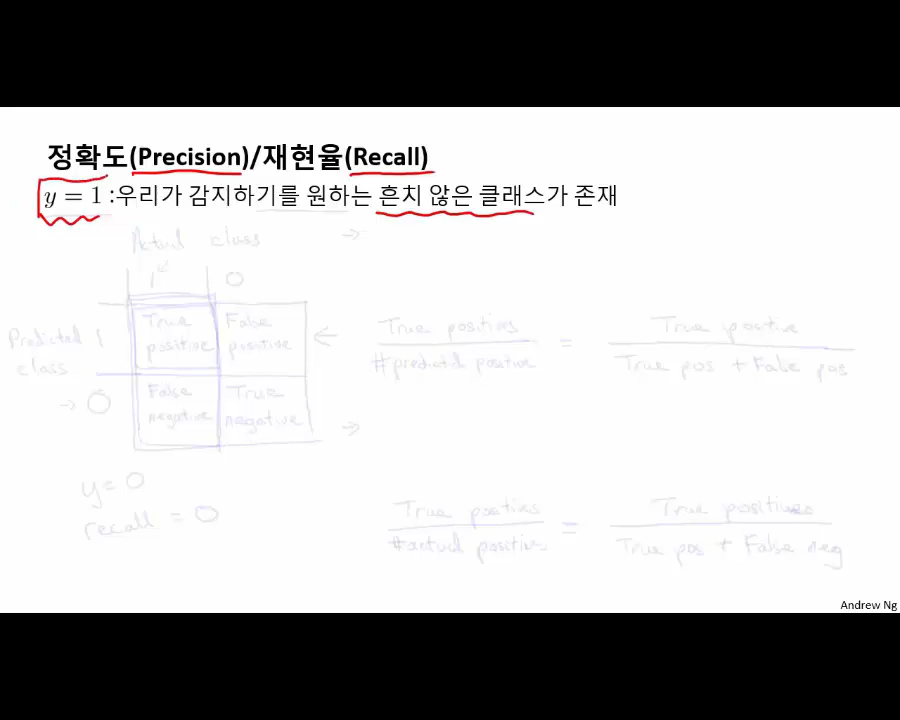 정확도(Precision)/재현율(Recall)
y = 1 :우리가 감지하기를 원하는 흔치 않은 클래스가 존재
Actual class
1 0
Predicted class
1
0
True positive
False positive
False negative
True negative
True positives
#predicted positive
=
True positive
True pos + False pos
y = 0
recall = 0
True positives
#actual positives
=
True positives
True pos + False neg
Andrew Ng